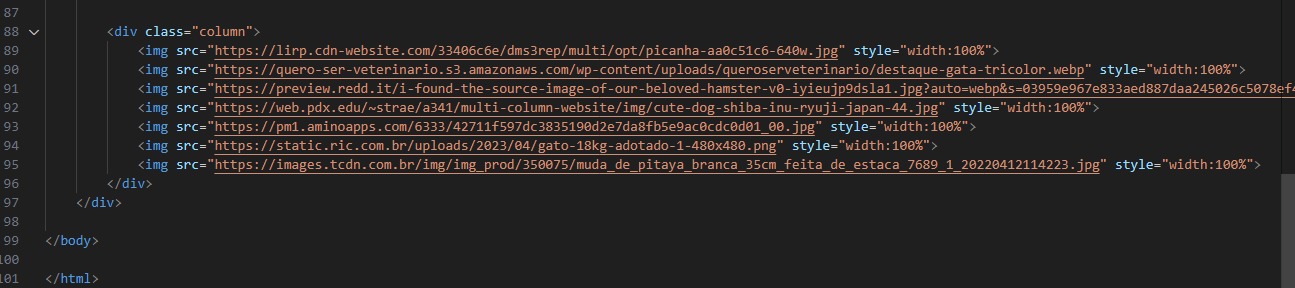 87
88 <div class="column">
89 <img src="https://lirp.cdn-website.com/33406c6e/dms3rep/multi/opt/picanha-aa0c51c6-640w.jpg" style="width:100%">
90 <img src="https://quero-ser-veterinario.s3.amazonaws.com/wp-content/uploads/queroserveterinario/destaque-gata-tricolor.webp" style="width:100%">
91 <img src="https://preview.redd.it/i-found-the-source-image-of-our-beloved-hamster-v0-iyieujp9dsla1.jpg?auto=webp&s=03959e967e833aed887daa245026c5078ef4
92 <img src="https://web.pdx.edu/~strae/a341/multi-column-website/img/cute-dog-shiba-inu-ryuji-japan-44.jpg" style="width:100%">
93 <img src="https://pm1.aminoapps.com/6333/42711f597dc3835190d2e7da8fb5e9ac0cdc0d01_00.jpg" style="width:100%">
94 <img src="https://static.ric.com.br/uploads/2023/04/gato-18kg-adotado-1-480x480.png" style="width:100%">
95 <img src="https://images.tcdn.com.br/img/img_prod/350075/muda_de_pitaya_branca_35cm_feita_de_estaca_7689_1_20220412114223.jpg" style="width:100%">
96 </div>
97 </div>
98
99 </body>
100
101 </html>